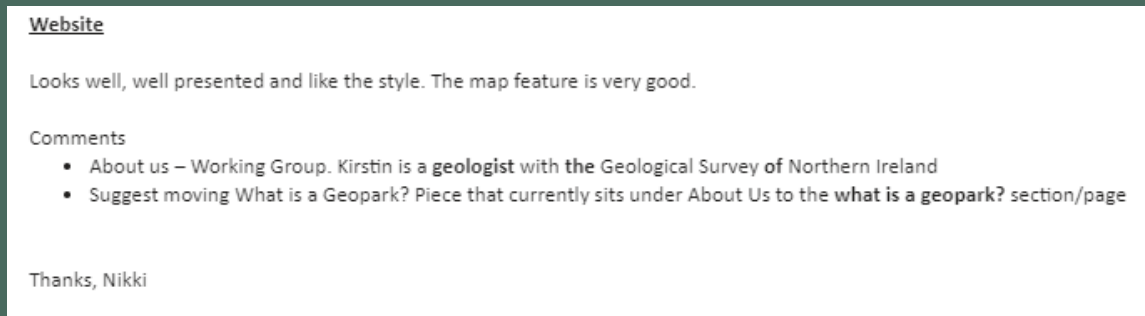 Website
Looks well, well presented and like the style. The map feature is very good.
Comments
• About us – Working Group. Kirstin is a geologist with the Geological Survey of Northern Ireland
• Suggest moving What is a Geopark? Piece that currently sits under About Us to the what is a geopark? section/page
Thanks, Nikki